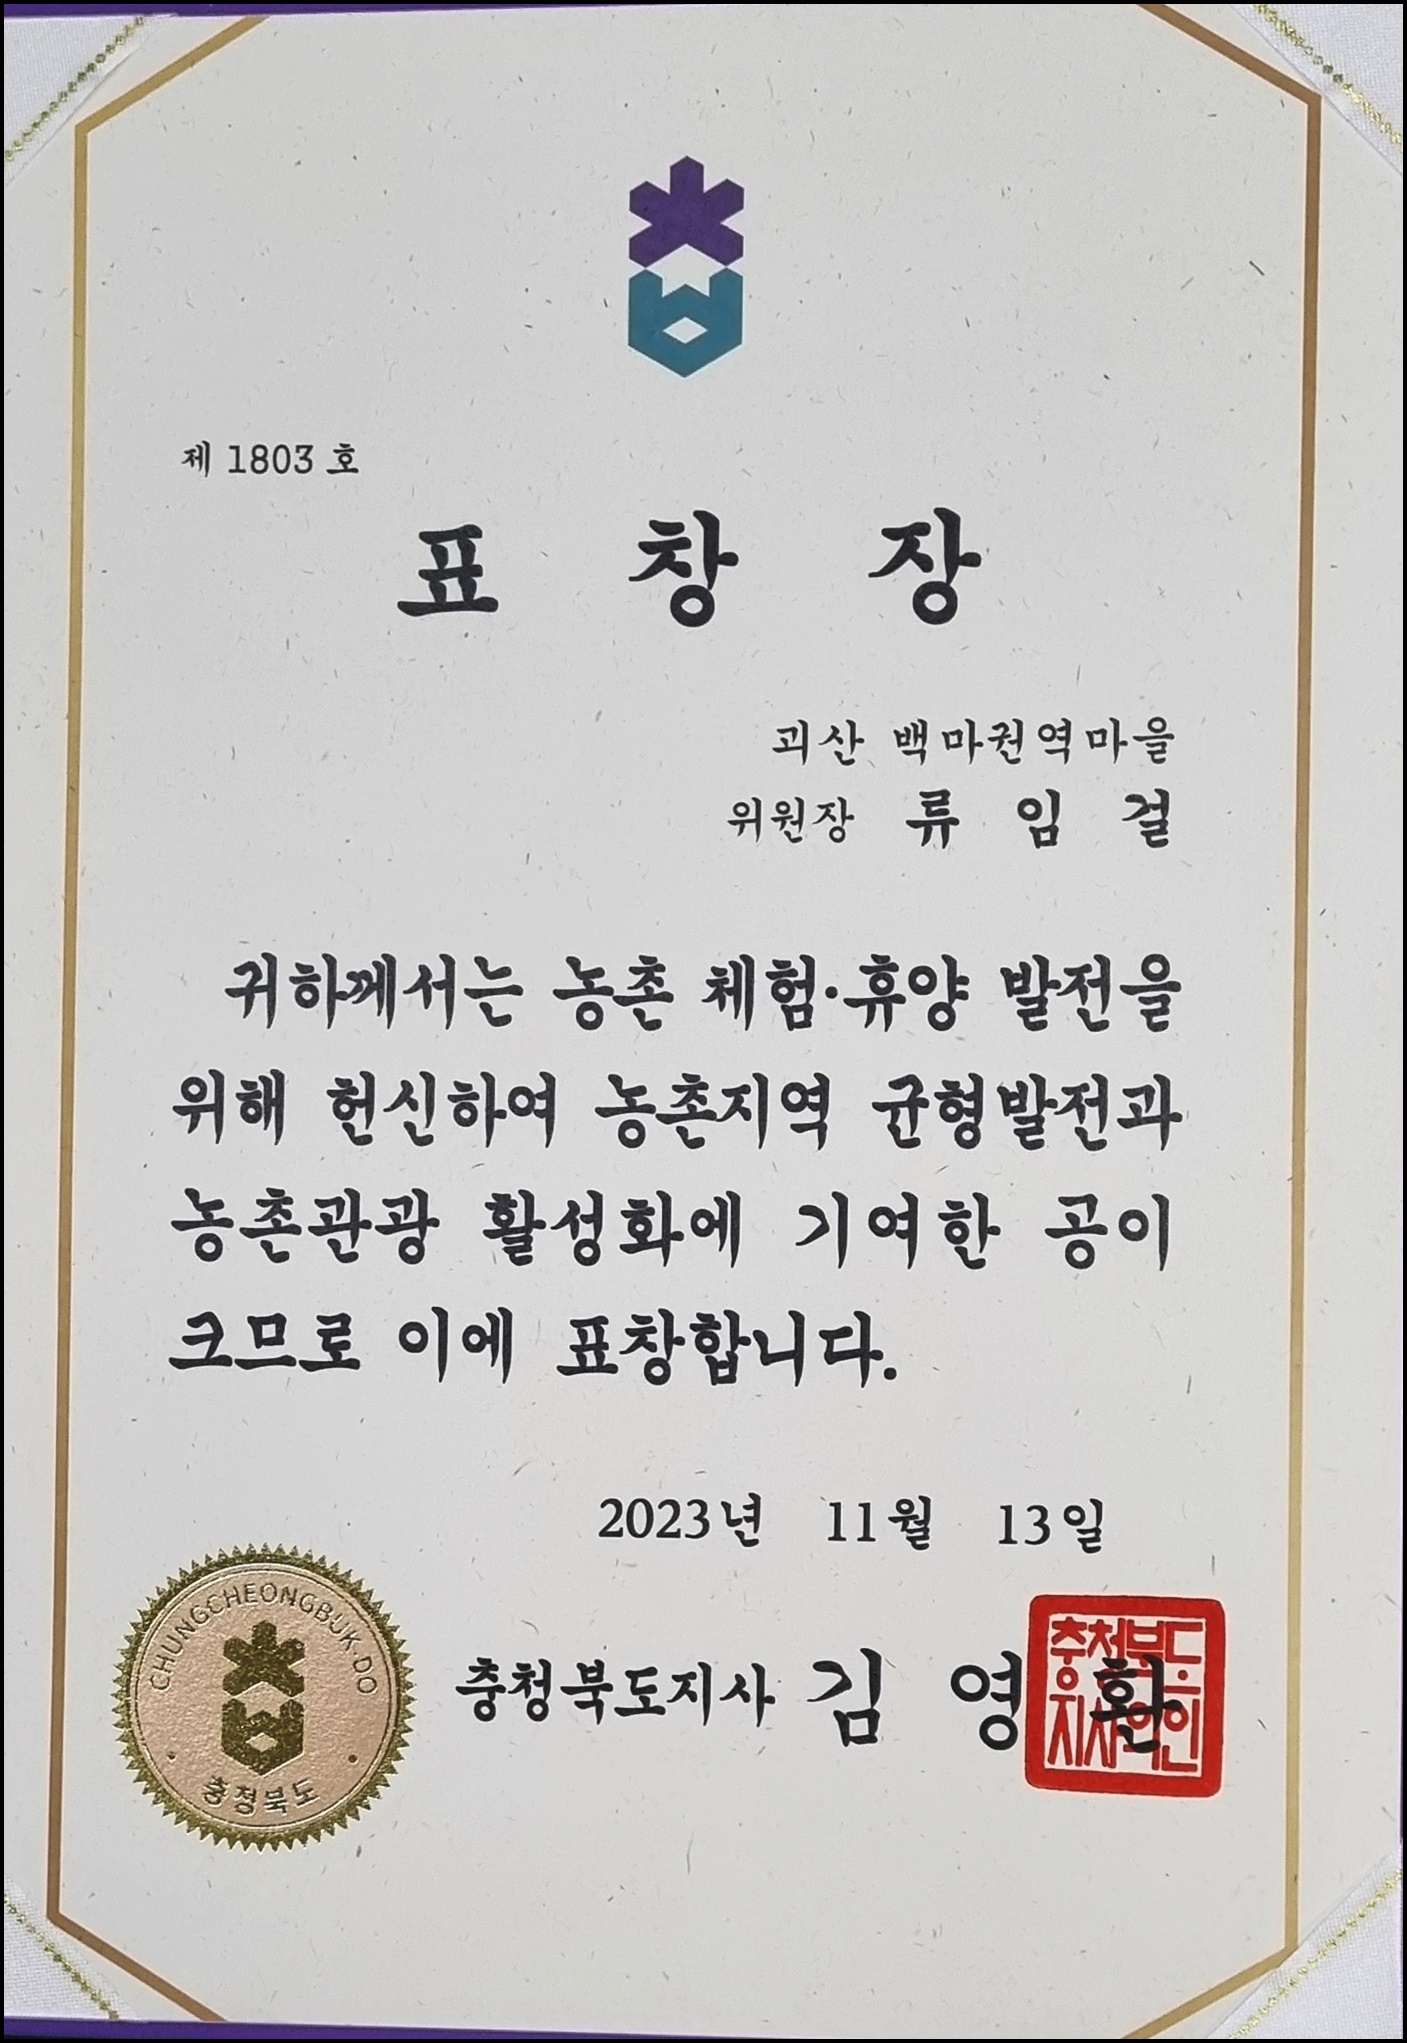 제 1803 호
표 창 장
괴산 백마권역마을
위원장 류 임 걸
귀하께서는 농촌 체험·휴양 발전을
위해 헌신하여 농촌지역 균형발전과
농촌관광 활성화에 기여한 공이
크므로 이에 표창합니다.
2023년 11월 13일
충청북도지사 김 영 환
충청북도
지사의인
CHUNGCHEONGBUK-DO
충청북도